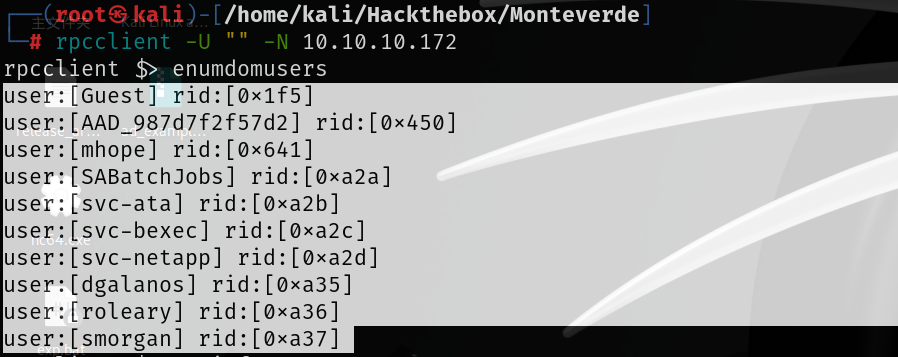 ┌──(root㉿kali)-[/home/kali/Hackthebox/Monteverde]
└─# rpcclient -U "" -N 10.10.10.172
rpcclient $> enumdomusers
user:[Guest] rid:[0×1f5]
user:[AAD_987d7f2f57d2] rid:[0×450]
user:[mhope] rid:[0×641]
user:[SABatchJobs] rid:[0×a2a]
user:[svc-ata] rid:[0×a2b]
user:[svc-bexec] rid:[0×a2c]
user:[svc-netapp] rid:[0×a2d]
nc64.exe
user:[dgalanos] rid:[0×a35]
user:[roleary] rid:[0×a36]
user:[smorgan] rid:[0×a37]